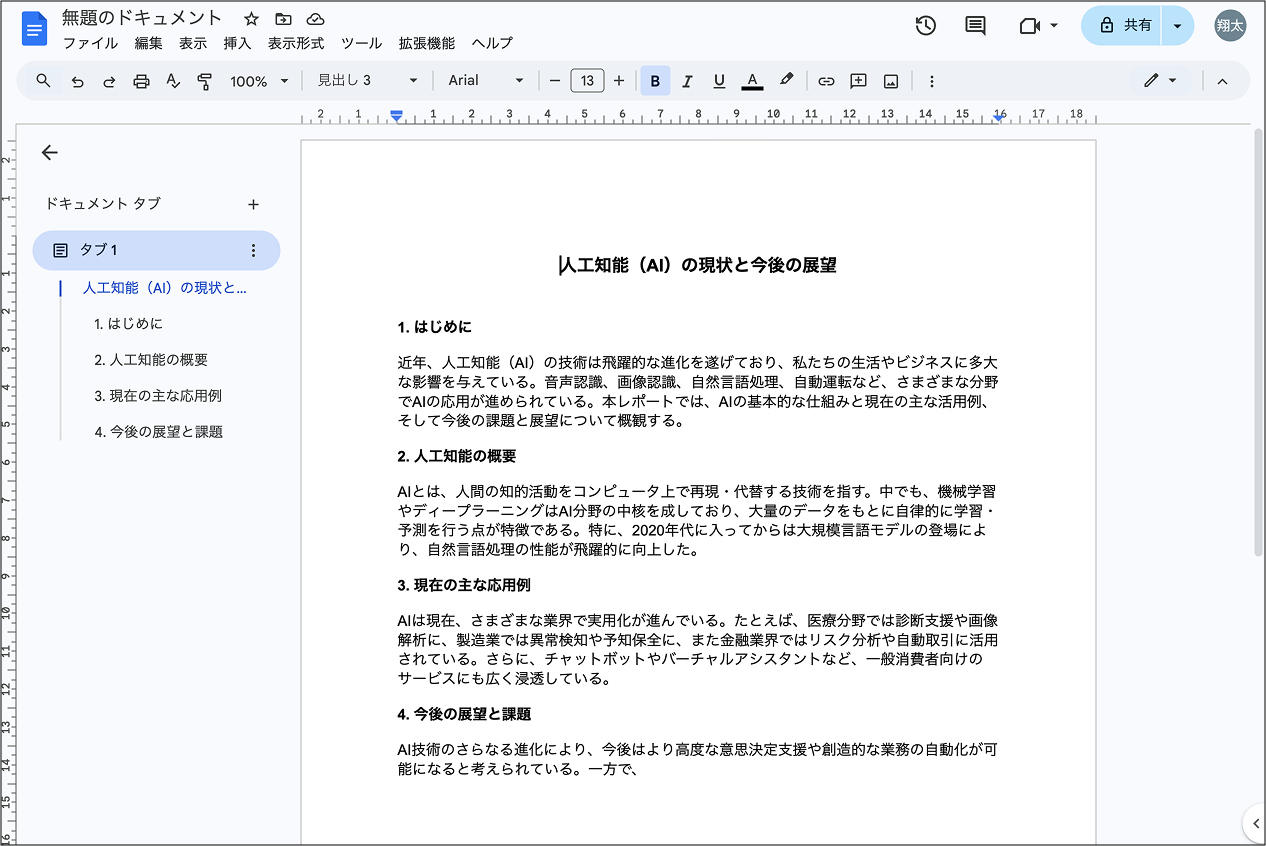 無題のドキュメント
ファイル 編集 表示 挿入 表示形式 ツール 拡張機能 ヘルプ
共有
翔太
100% 見出し 3 Arial 13 B I U A
2 1 1 2 3 4 5 6 7 8 9 10 11 12 13 14 15 16 17 18
ドキュメント タブ
タブ 1
人工知能（AI）の現状と...
1. はじめに
2. 人工知能の概要
3. 現在の主な応用例
4. 今後の展望と課題
2
1
1
2
3
4
5
6
7
8
9
10
11
12
13
14
15
16
人工知能（AI）の現状と今後の展望
1. はじめに
近年、人工知能（AI）の技術は飛躍的な進化を遂げており、私たちの生活やビジネスに多大
な影響を与えている。音声認識、画像認識、自然言語処理、自動運転など、さまざまな分野
でAIの応用が進められている。本レポートでは、AIの基本的な仕組みと現在の主な活用例、
そして今後の課題と展望について概観する。
2. 人工知能の概要
AIとは、人間の知的活動をコンピュータ上で再現・代替する技術を指す。中でも、機械学習
やディープラーニングはAI分野の中核を成しており、大量のデータをもとに自律的に学習・
予測を行う点が特徴である。特に、2020年代に入ってからは大規模言語モデルの登場によ
り、自然言語処理の性能が飛躍的に向上した。
3. 現在の主な応用例
AIは現在、さまざまな業界で実用化が進んでいる。たとえば、医療分野では診断支援や画像
解析に、製造業では異常検知や予知保全に、また金融業界ではリスク分析や自動取引に活用
されている。さらに、チャットボットやバーチャルアシスタントなど、一般消費者向けの
サービスにも広く浸透している。
4. 今後の展望と課題
AI技術のさらなる進化により、今後はより高度な意思決定支援や創造的な業務の自動化が可
能になると考えられている。一方で、